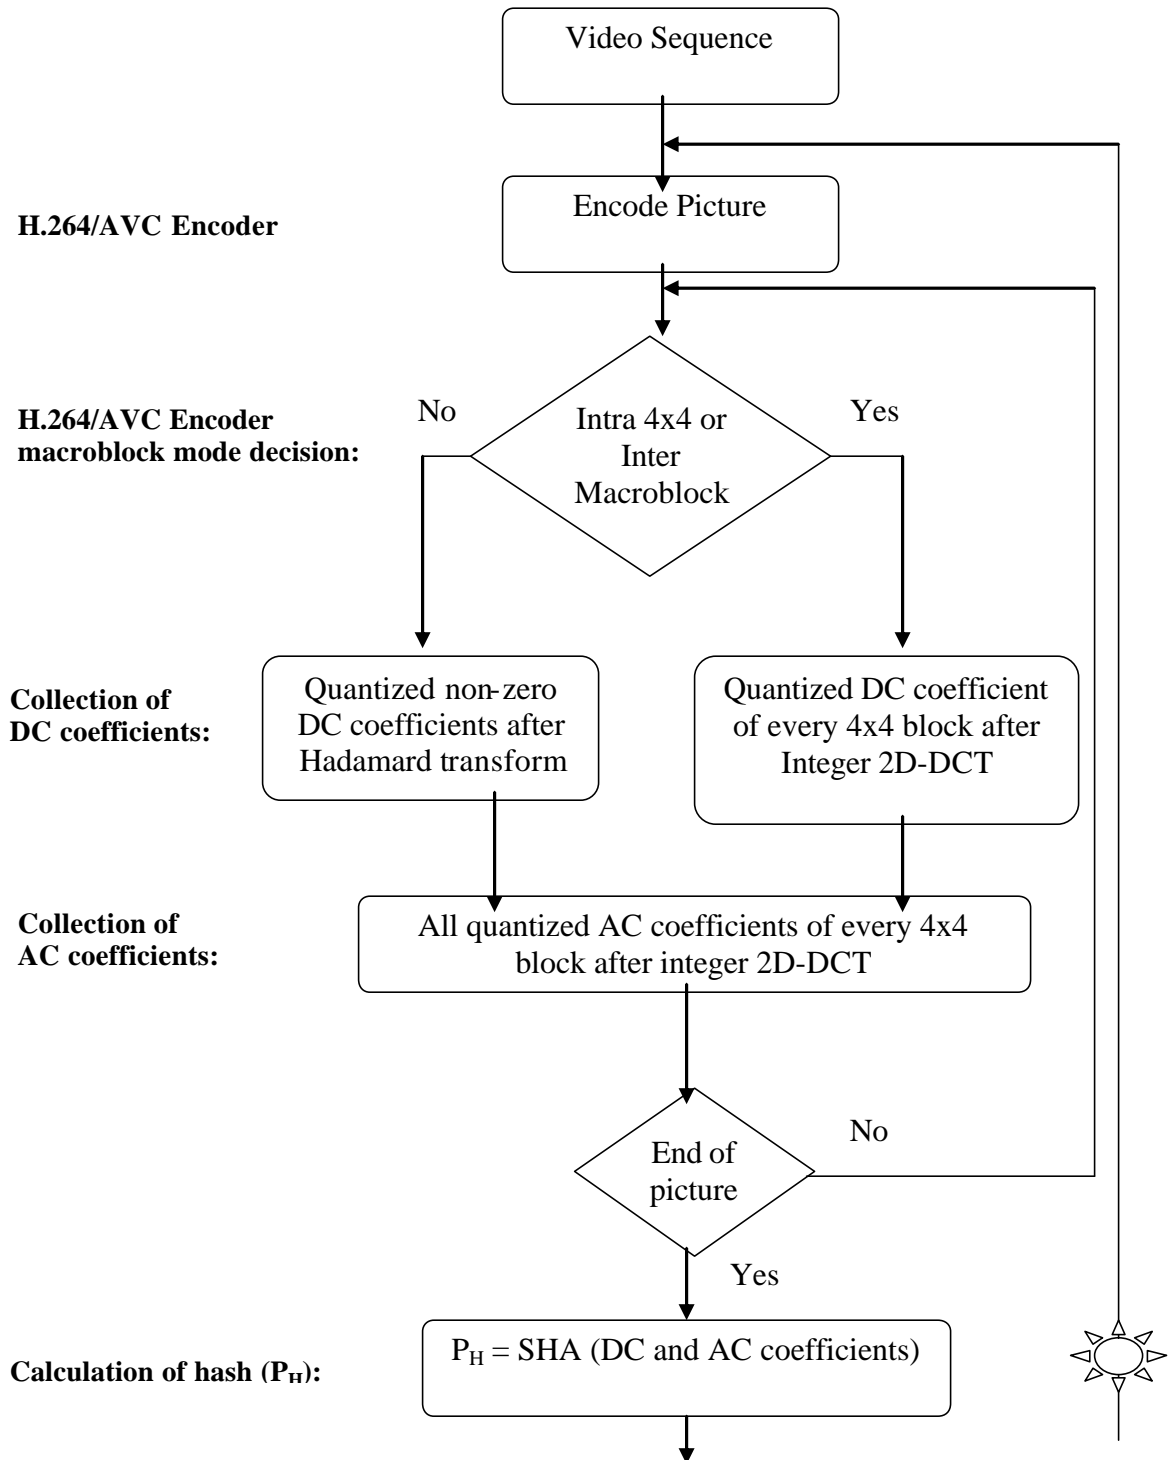 Video Sequence
Encode Picture
H.264/AVC Encoder
H.264/AVC Encoder
macroblock mode decision:
No
Intra 4x4 or
Inter
Macroblock
Yes
Collection of
DC coefficients:
Quantized non-zero
DC coefficients after
Hadamard transform
Quantized DC coefficient
of every 4x4 block after
Integer 2D-DCT
Collection of
AC coefficients:
All quantized AC coefficients of every 4x4
block after integer 2D-DCT
End of
picture
No
Yes
Calculation of hash (PH):
PH = SHA (DC and AC coefficients)